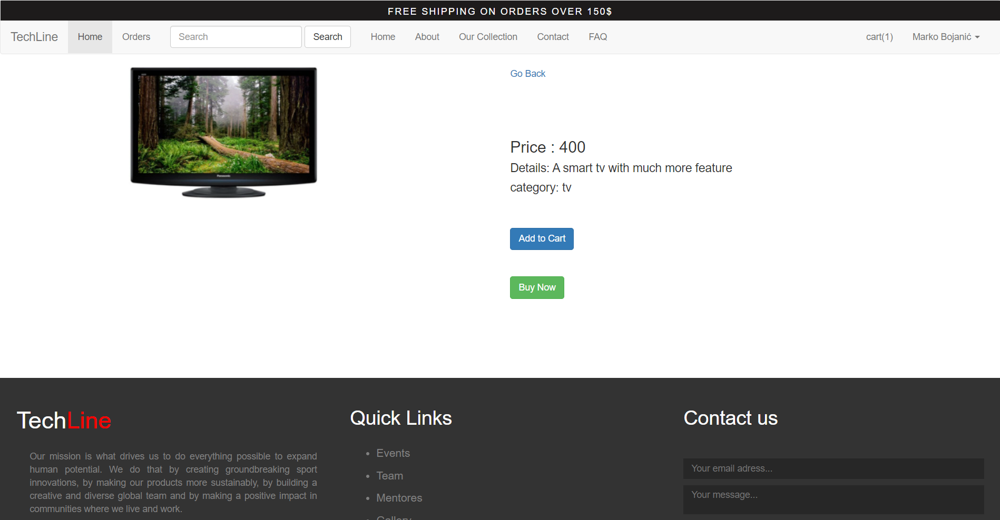 FREE SHIPPING ON ORDERS OVER 150$
TechLine Home Orders Search Search Home About Our Collection Contact FAQ cart(1) Marko Bojanić
Go Back
Panasonic
Price : 400
Details: A smart tv with much more feature
category: tv
Add to Cart
Buy Now
TechLine
Our mission is what drives us to do everything possible to expand
human potential. We do that by creating groundbreaking sport
innovations, by making our products more sustainably, by building a
creative and diverse global team and by making a positive impact in
communities where we live and work.
Quick Links
• Events
• Team
• Mentores
• Gallery
Contact us
Your email adress...
Your message...